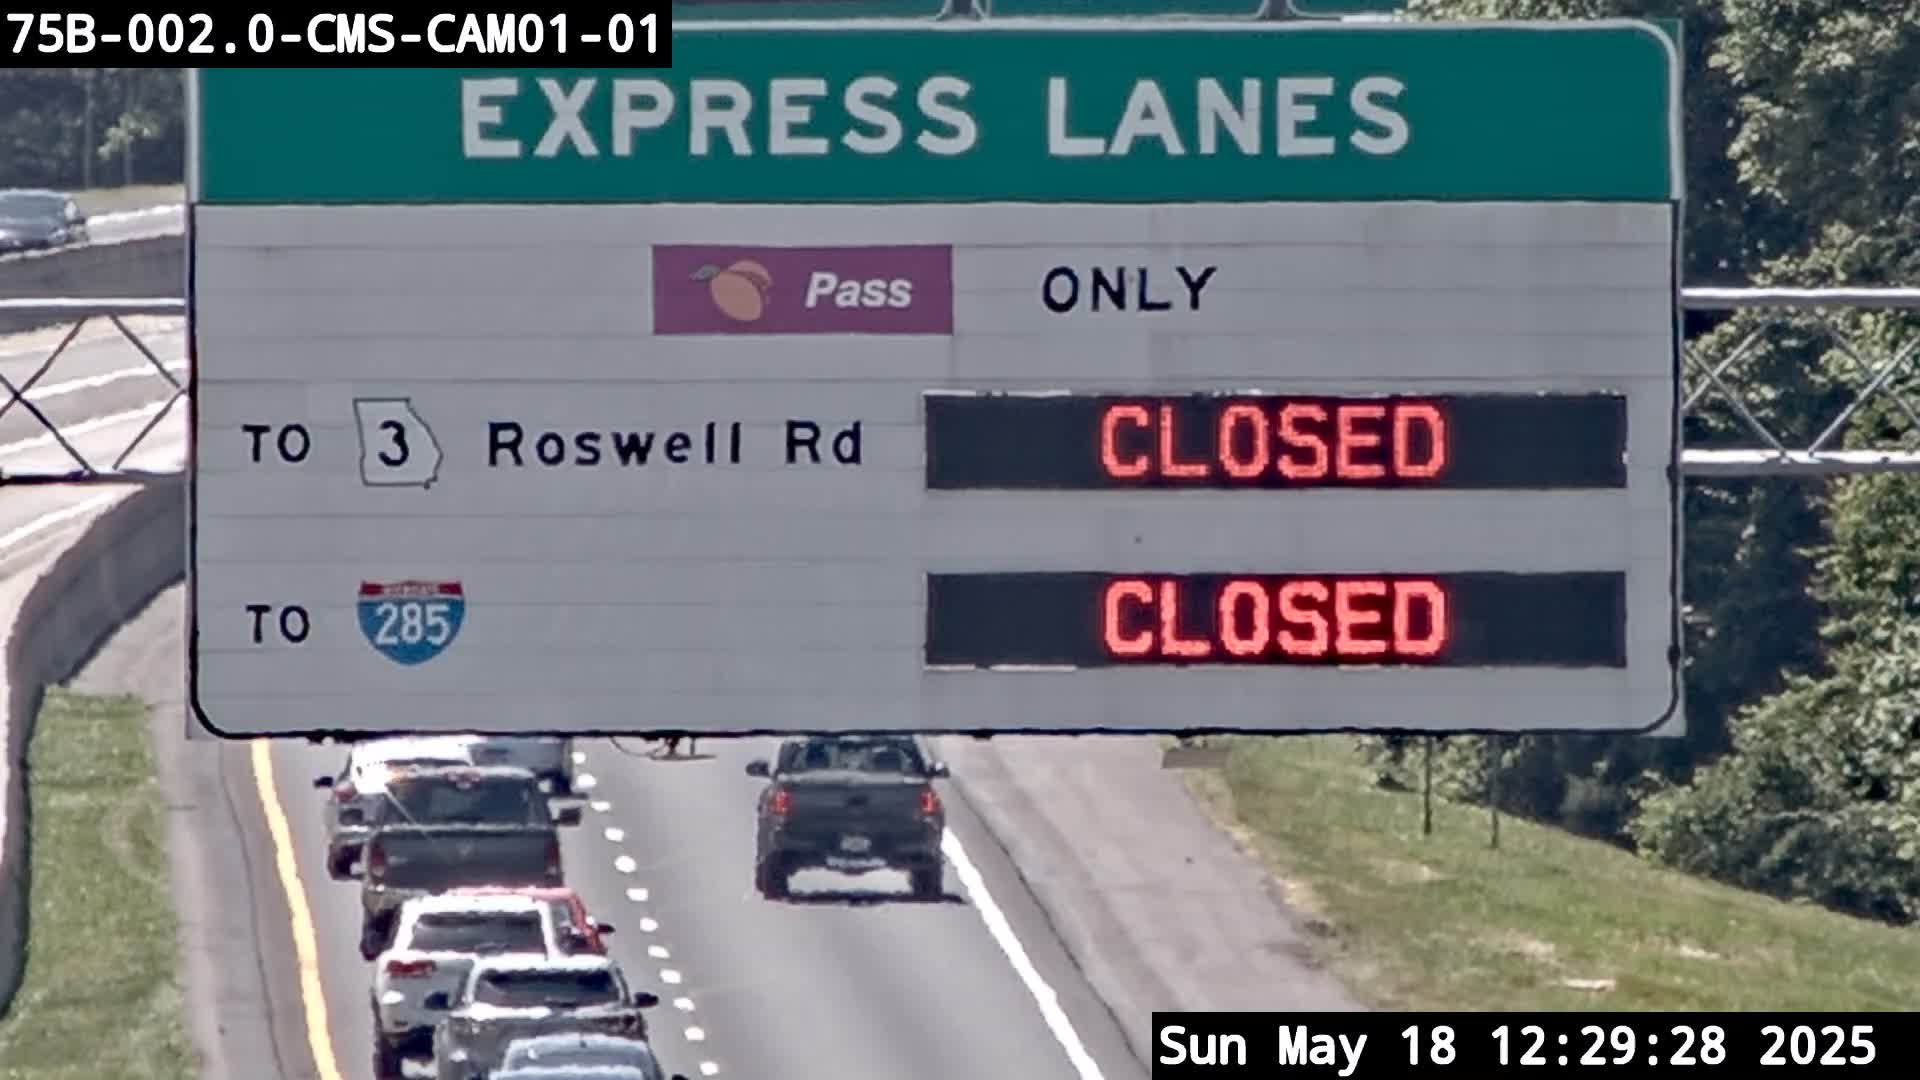 75B-002.0-CMS-CAM01-01
EXPRESS LANES
Pass ONLY
TO 3 Roswell Rd CLOSED
TO 285 CLOSED
Sun May 18 12:29:28 2025